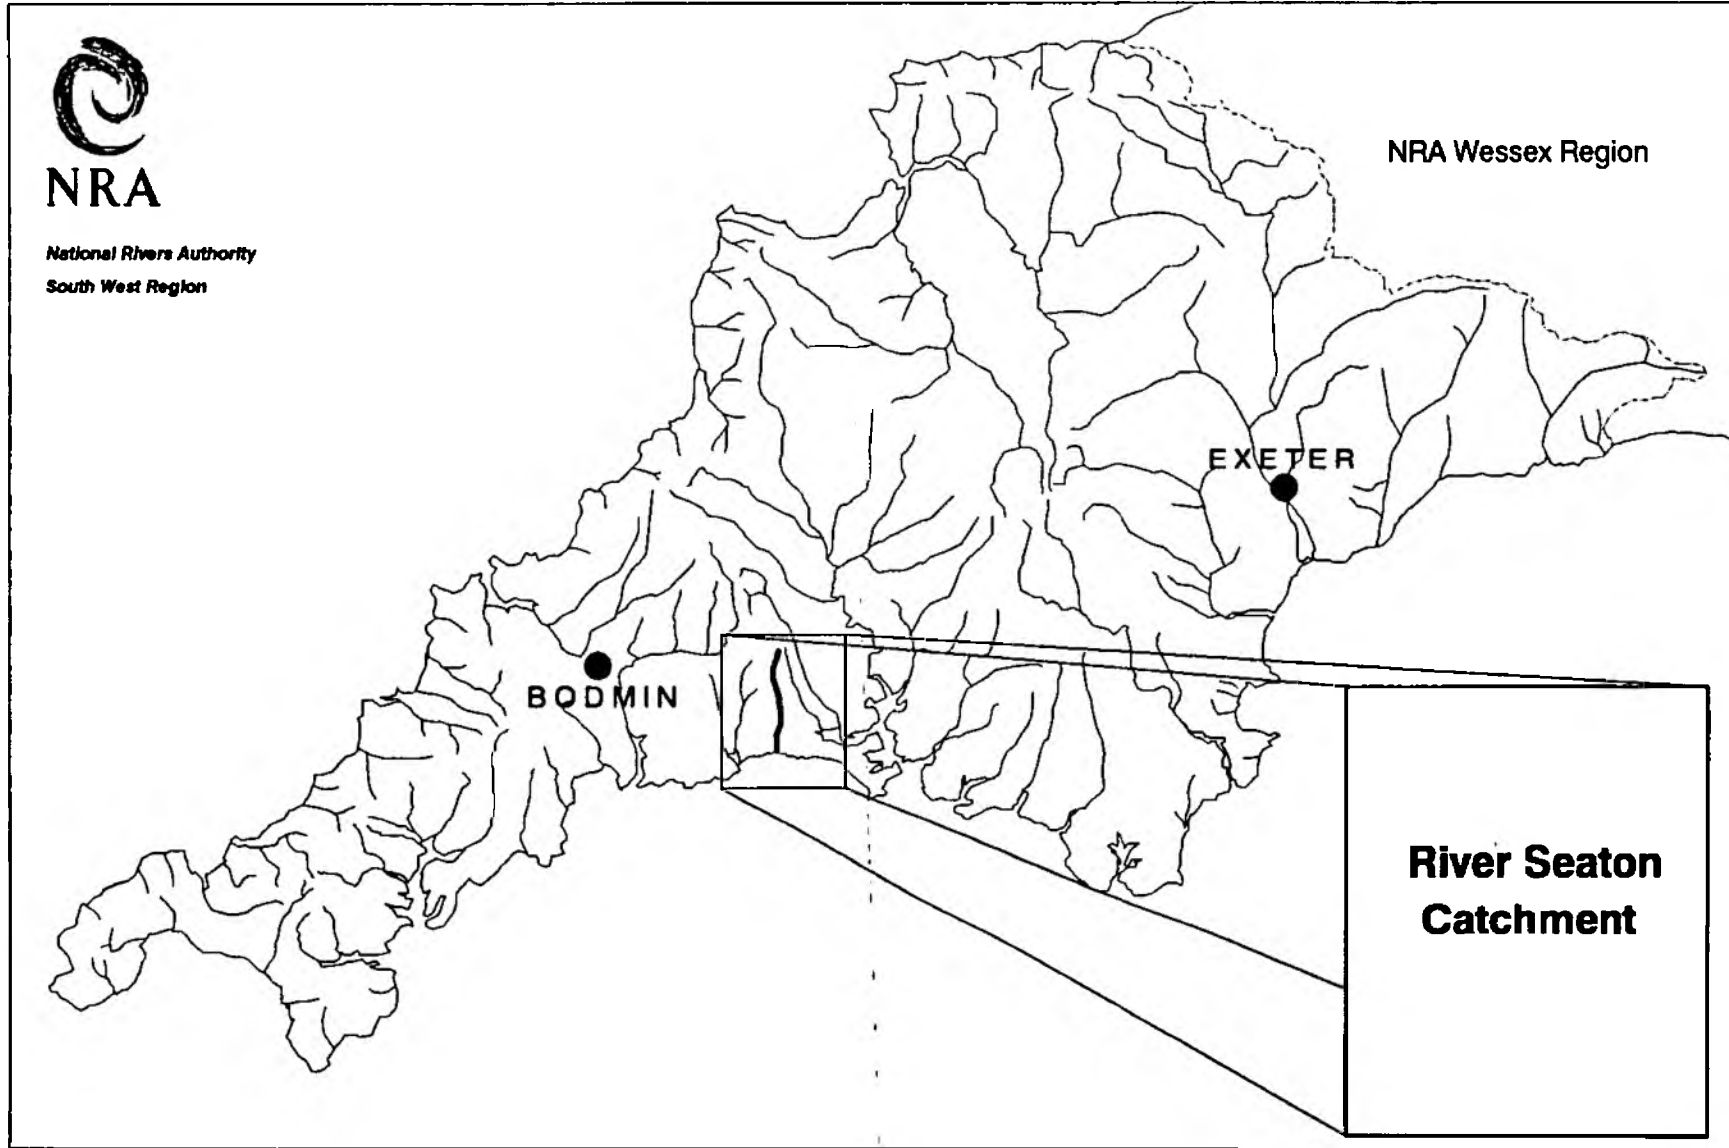 NRA
National Rivers Authority
South West Region
NRA Wessex Region
EXETER
BODMIN
River Seaton
Catchment